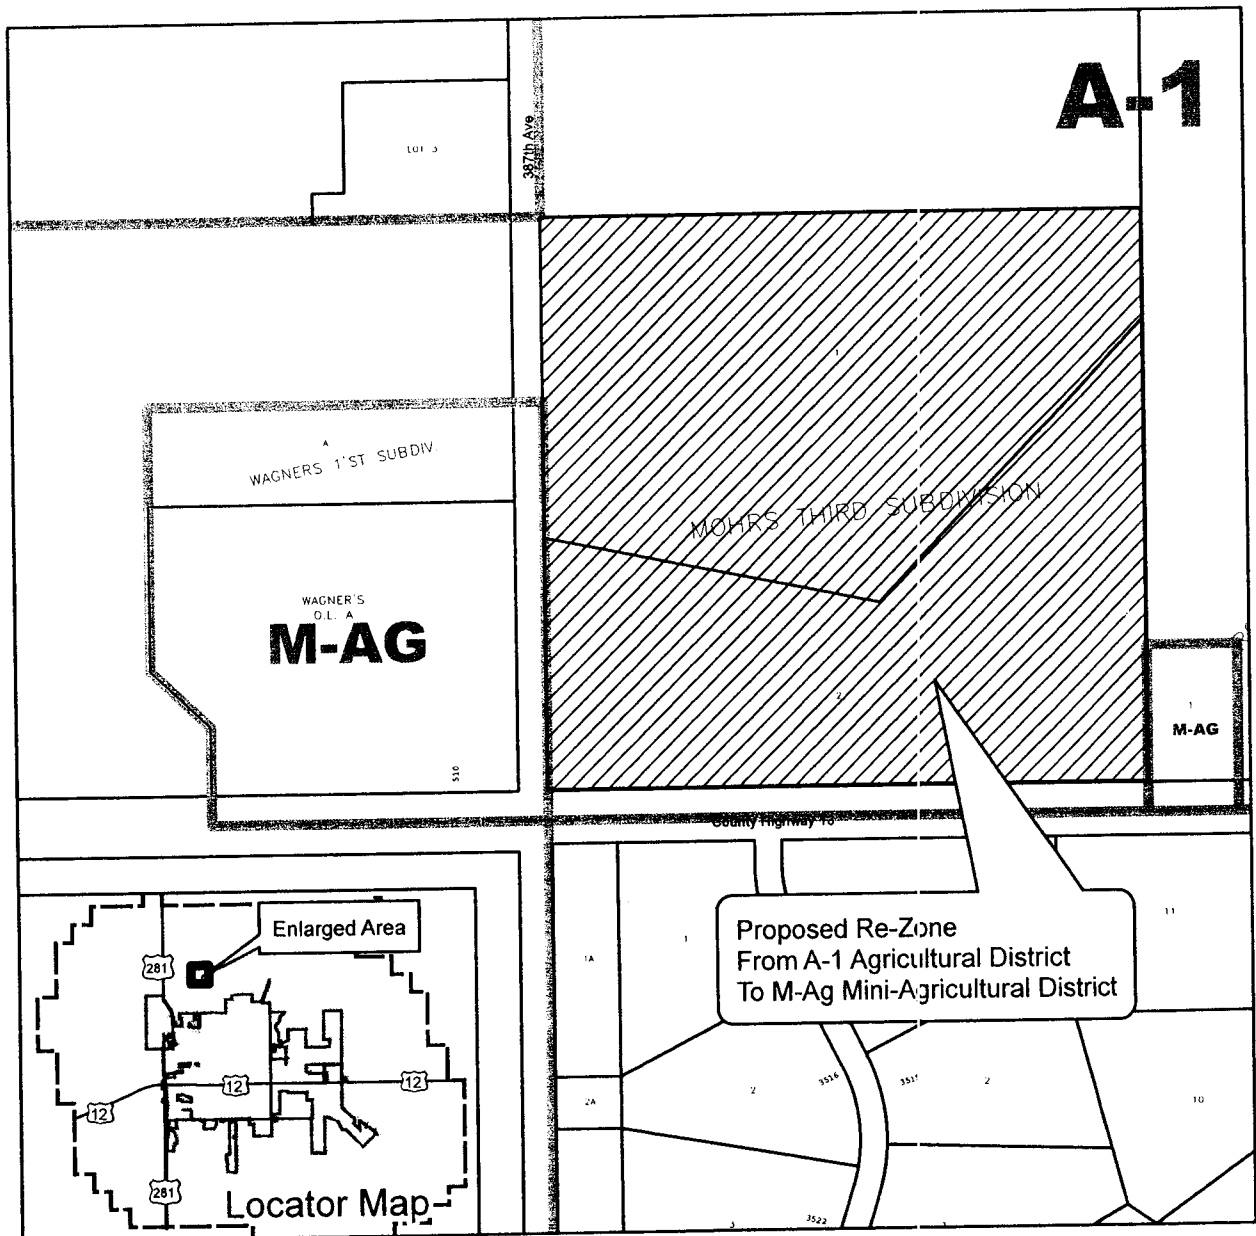 A-1
LOT 3
387th Ave
1
A
WAGNERS 1'ST SUBDIV.
MOHRS THIRD SUBDIVISION
WAGNER'S
O.L. A
M-AG
2
1
M-AG
510
County Highway
Enlarged Area
281
12
12
12
281
Locator Map
Proposed Re-Zone
From A-1 Agricultural District
To M-Ag Mini-Agricultural District
1A
1
11
2A
2
3516
3517
2
10
3
3522